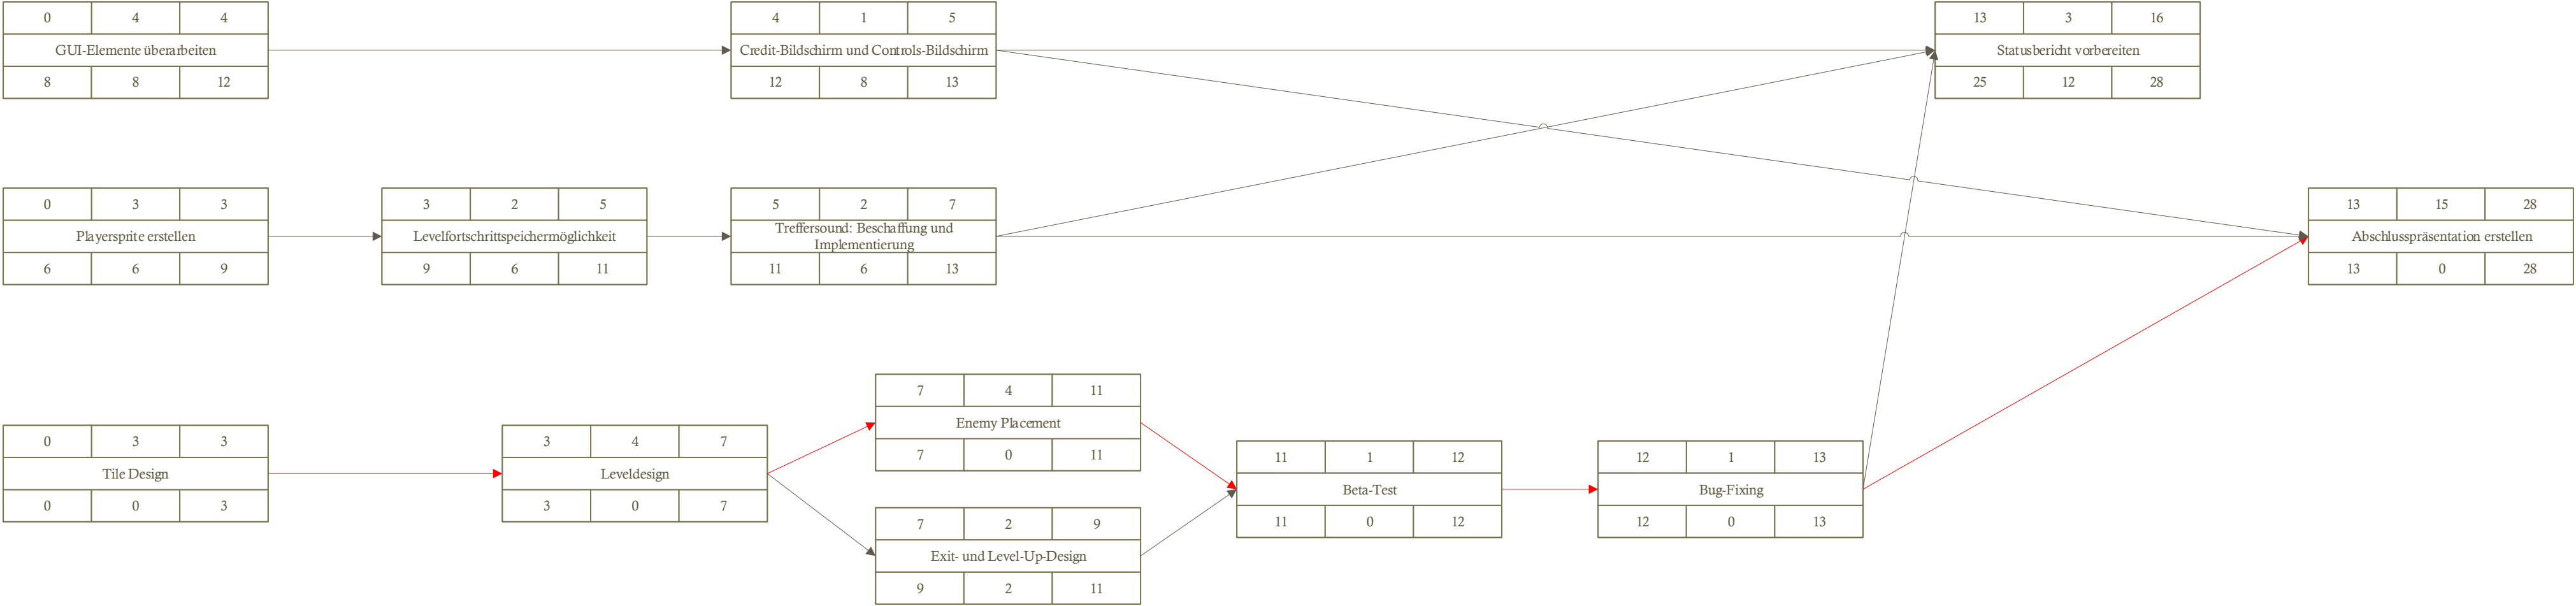 0 4 4
GUI-Elemente überarbeiten
8 8 12
4 1 5
Credit-Bildschirm und Controls-Bildschirm
12 8 13
13 3 16
Statusbericht vorbereiten
25 12 28
0 3 3
Playersprite erstellen
6 6 9
3 2 5
Levelfortschrittspeichermöglichkeit
9 6 11
5 2 7
Treffersound: Beschaffung und
Implementierung
11 6 13
13 15 28
Abschlusspräsentation erstellen
13 0 28
0 3 3
Tile Design
0 0 3
3 4 7
Leveldesign
3 0 7
7 4 11
Enemy Placement
7 0 11
7 2 9
Exit- und Level-Up-Design
9 2 11
11 1 12
Beta-Test
11 0 12
12 1 13
Bug-Fixing
12 0 13